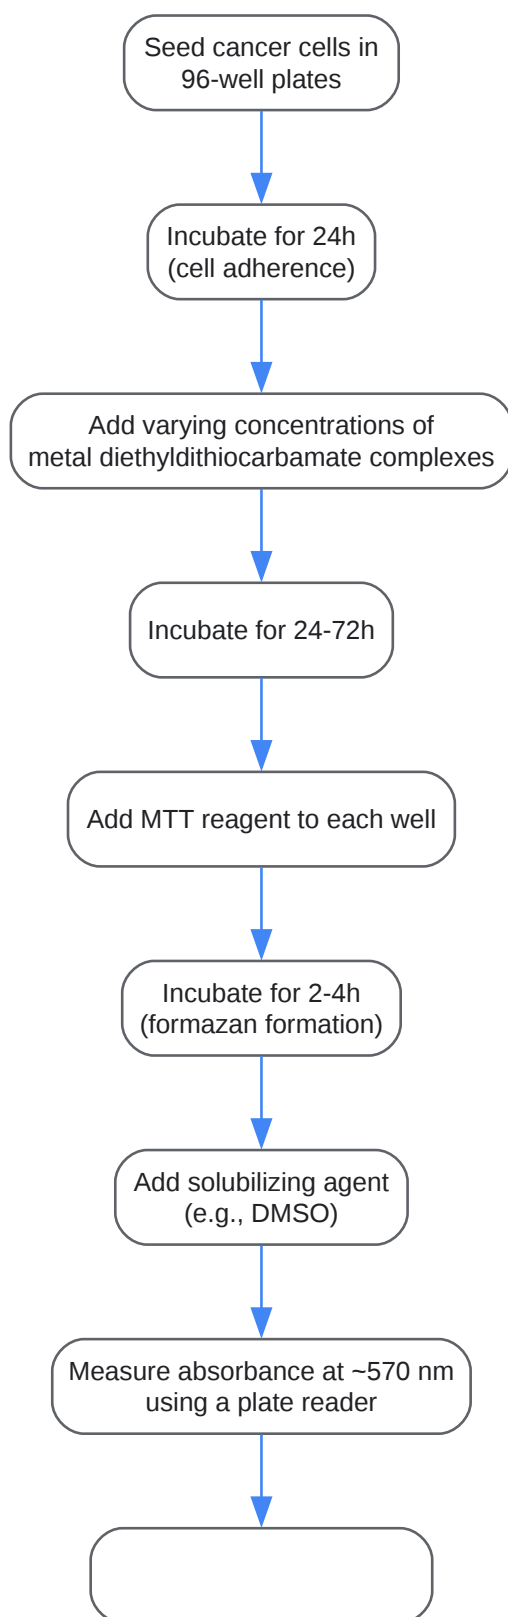 Seed cancer cells in
96-well plates
Incubate for 24h
(cell adherence)
Add varying concentrations of
metal diethyldithiocarbamate complexes
Incubate for 24-72h
Add MTT reagent to each well
Incubate for 2-4h
(formazan formation)
Add solubilizing agent
(e.g., DMSO)
Measure absorbance at ~570 nm
using a plate reader